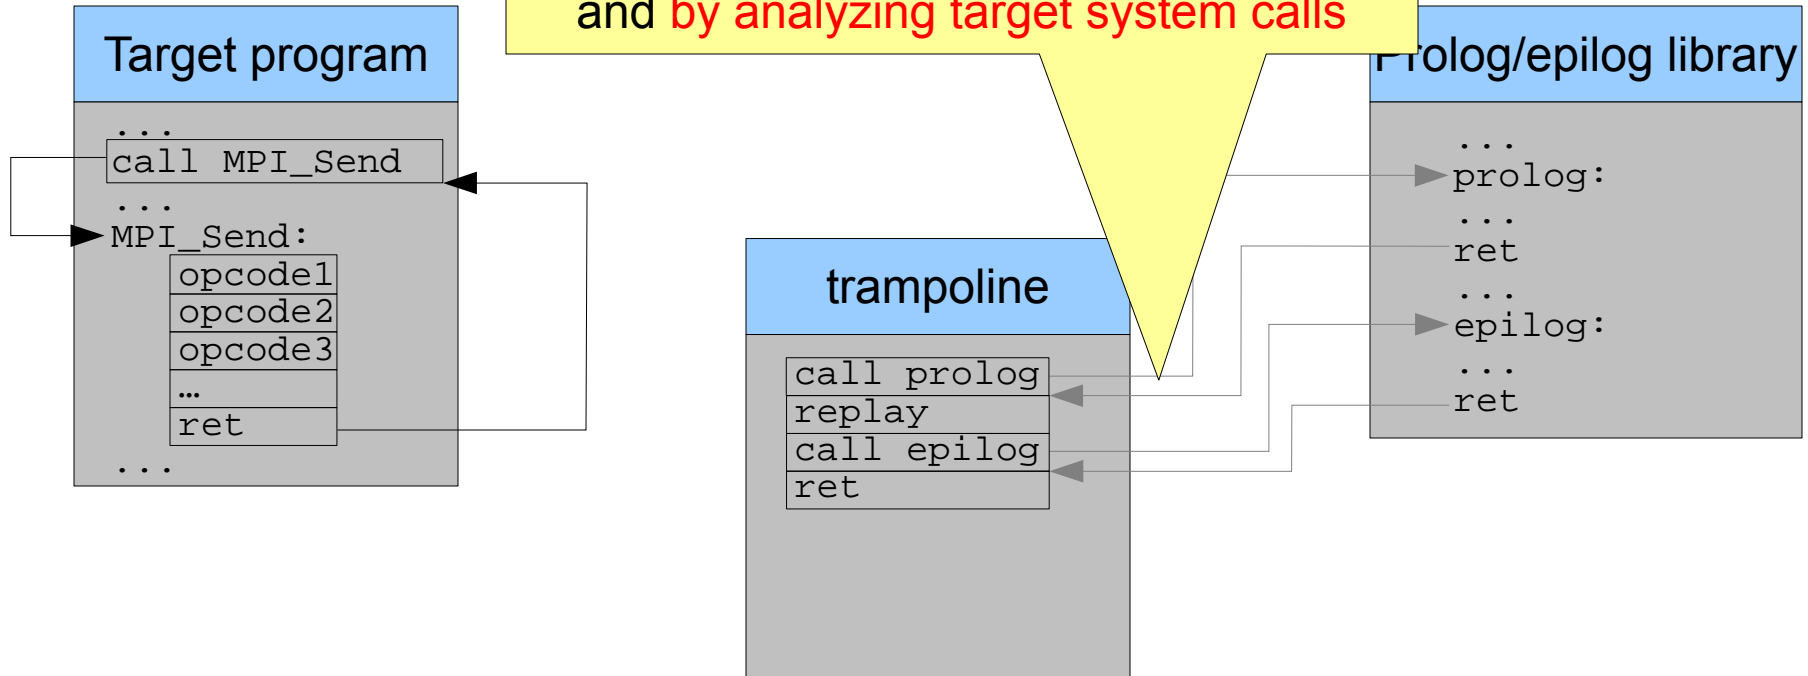 and by analyzing target system calls
Target program
...
call MPI_Send
...
MPI_Send:
opcode1
opcode2
opcode3
…
ret
...
trampoline
call prolog
replay
call epilog
ret
Prolog/epilog library
...
prolog:
...
ret
...
epilog:
...
ret